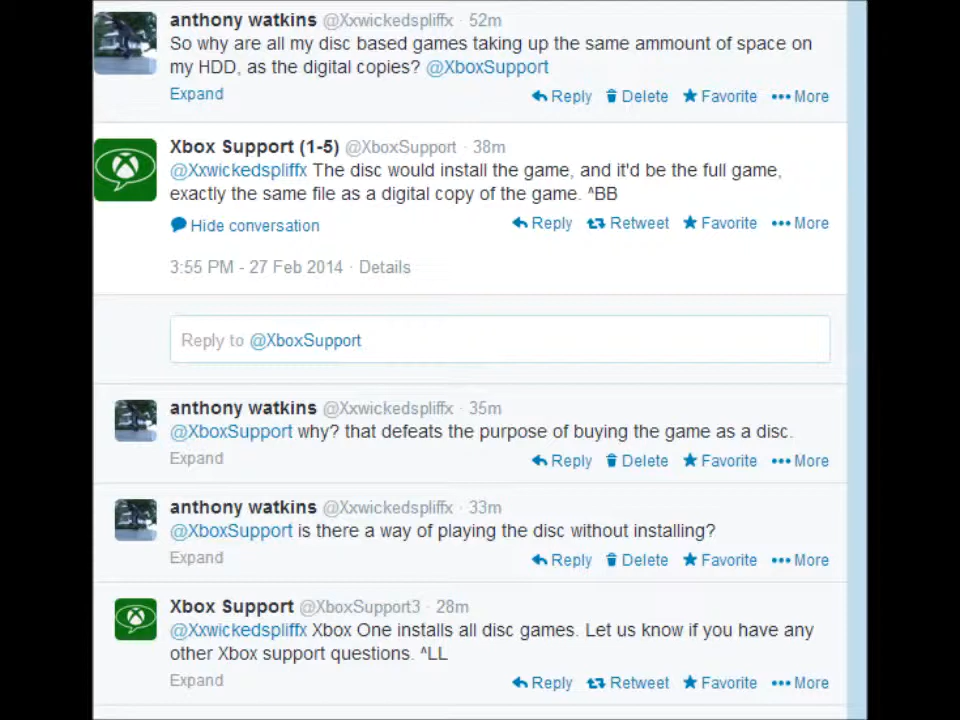 anthony watkins @Xxwickedspliffx · 52m
So why are all my disc based games taking up the same ammount of space on
my HDD, as the digital copies? @XboxSupport
Expand Reply Delete Favorite More
Xbox Support (1-5) @XboxSupport · 38m
@Xxwickedspliffx The disc would install the game, and it'd be the full game,
exactly the same file as a digital copy of the game. ^BB
Hide conversation Reply Retweet Favorite More
3:55 PM - 27 Feb 2014 · Details
Reply to @XboxSupport
anthony watkins @Xxwickedspliffx · 35m
@XboxSupport why? that defeats the purpose of buying the game as a disc.
Expand Reply Delete Favorite More
anthony watkins @Xxwickedspliffx · 33m
@XboxSupport is there a way of playing the disc without installing?
Expand Reply Delete Favorite More
Xbox Support @XboxSupport3 · 28m
@Xxwickedspliffx Xbox One installs all disc games. Let us know if you have any
other Xbox support questions. ^LL
Expand Reply Retweet Favorite More